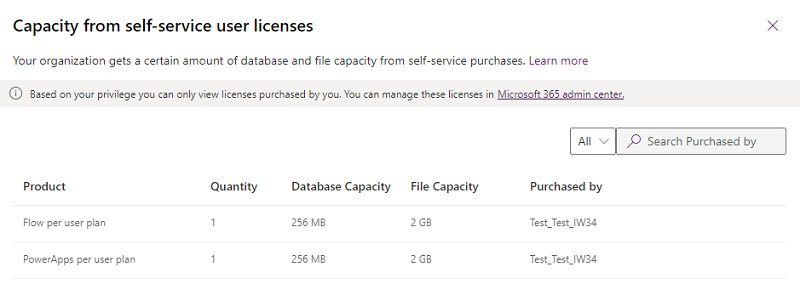 Capacity from self-service user licenses
Your organization gets a certain amount of database and file capacity from self-service purchases. Learn more
Based on your privilege you can only view licenses purchased by you. You can manage these licenses in Microsoft 365 admin center.
All Search Purchased by
Product Quantity Database Capacity File Capacity Purchased by
Flow per user plan 1 256 MB 2 GB Test_Test_IW34
PowerApps per user plan 1 256 MB 2 GB Test_Test_IW34